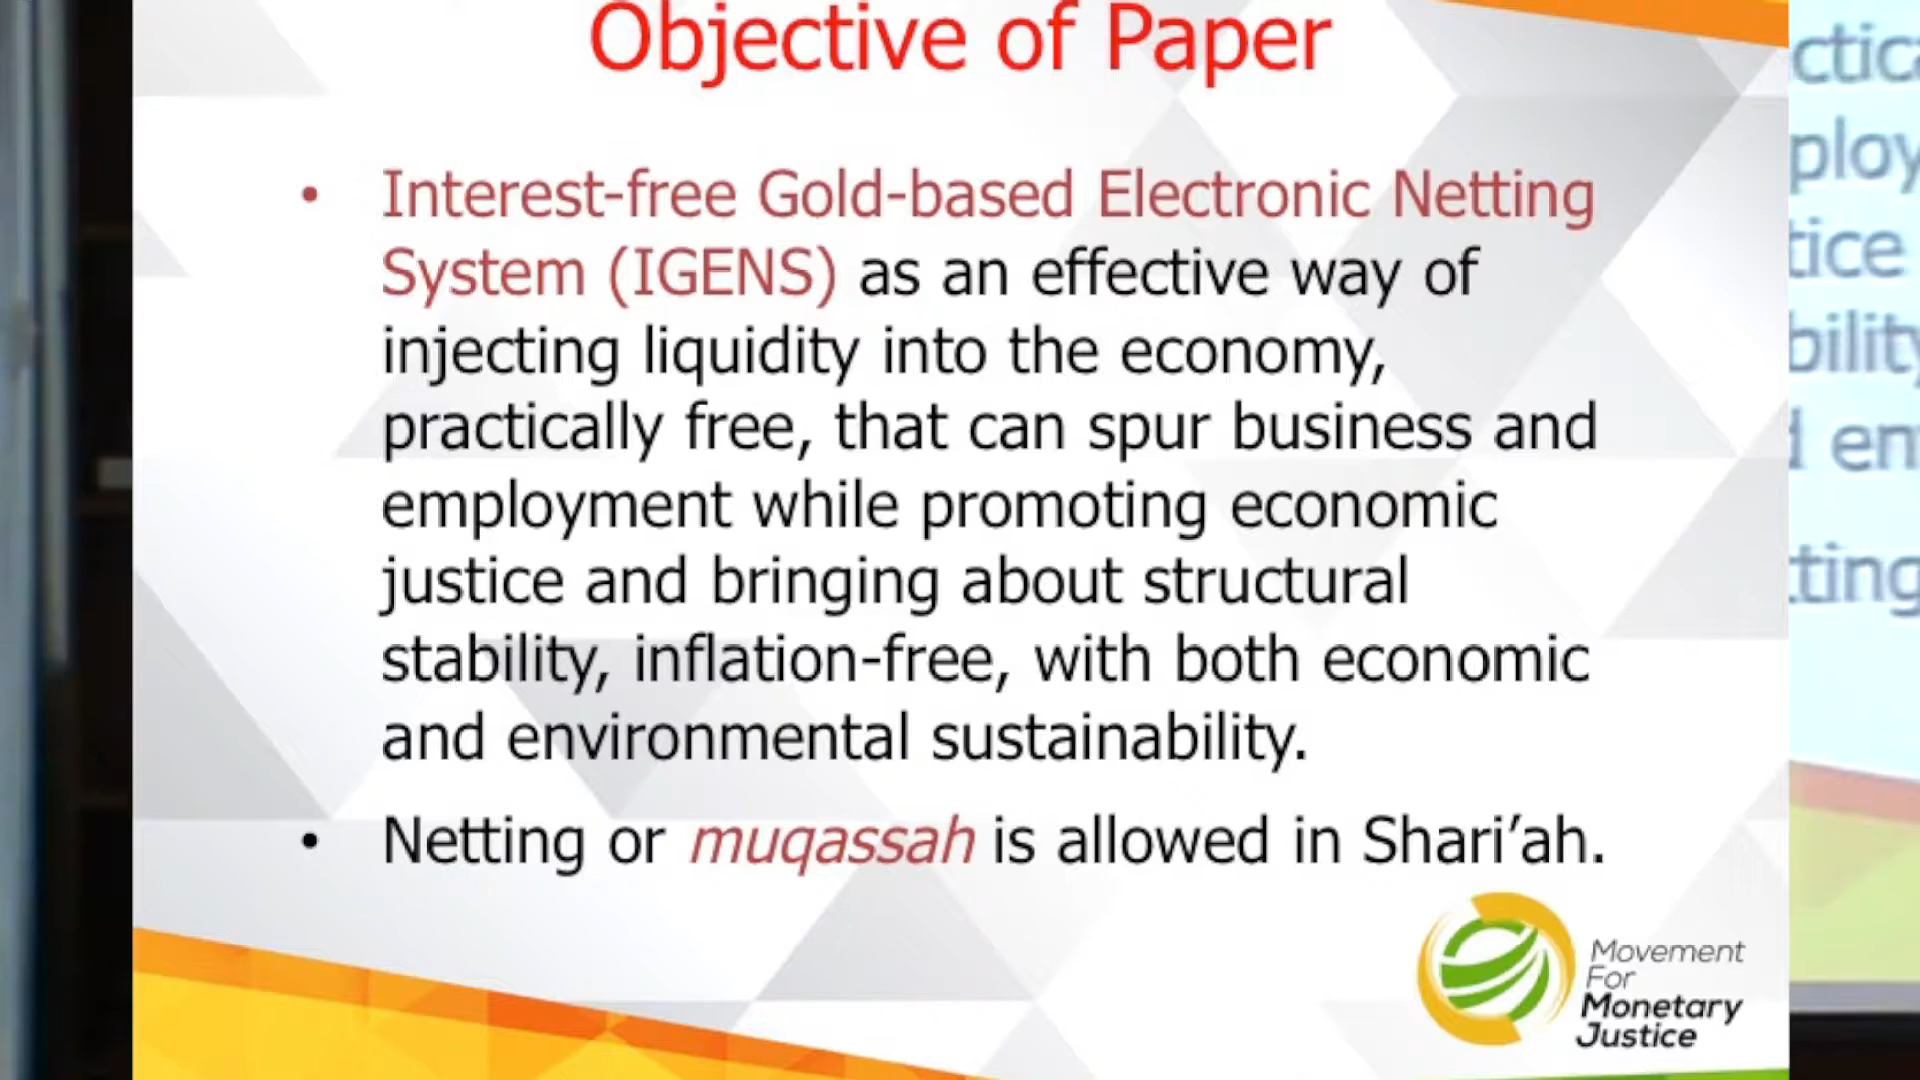 Objective of Paper
• Interest-free Gold-based Electronic Netting
System (IGENS) as an effective way of
injecting liquidity into the economy,
practically free, that can spur business and
employment while promoting economic
justice and bringing about structural
stability, inflation-free, with both economic
and environmental sustainability.
• Netting or muqassah is allowed in Shari’ah.
Movement
For
Monetary
Justice